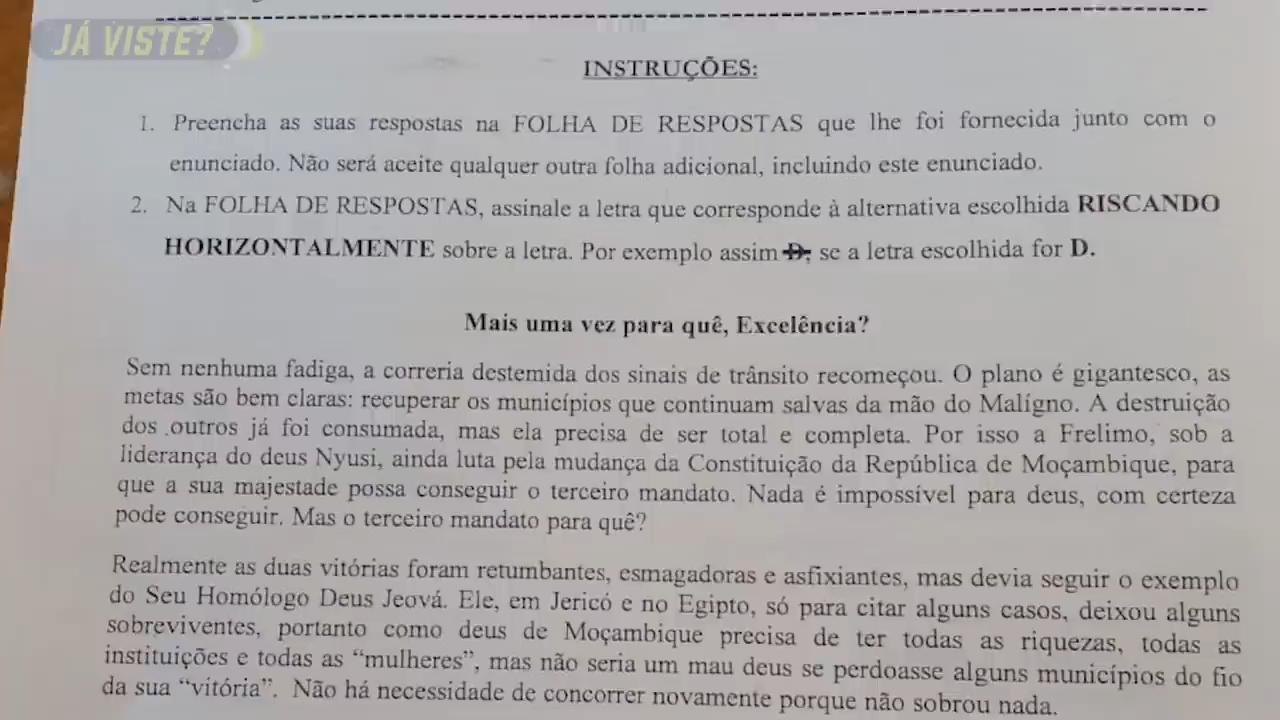 JÁ VISTE?
INSTRUÇÕES:
1. Preencha as suas respostas na FOLHA DE RESPOSTAS que lhe foi fornecida junto com o
enunciado. Não será aceite qualquer outra folha adicional, incluindo este enunciado.
2. Na FOLHA DE RESPOSTAS, assinale a letra que corresponde à alternativa escolhida RISCANDO
HORIZONTALMENTE sobre a letra. Por exemplo assim D, se a letra escolhida for D.
Mais uma vez para quê, Excelência?
Sem nenhuma fadiga, a correria destemida dos sinais de trânsito recomeçou. O plano é gigantesco, as
metas são bem claras: recuperar os municípios que continuam salvas da mão do Malígno. A destruição
dos outros já foi consumada, mas ela precisa de ser total e completa. Por isso a Frelimo, sob a
liderança do deus Nyusi, ainda luta pela mudança da Constituição da República de Moçambique, para
que a sua majestade possa conseguir o terceiro mandato. Nada é impossível para deus, com certeza
pode conseguir. Mas o terceiro mandato para quê?
Realmente as duas vitórias foram retumbantes, esmagadoras e asfixiantes, mas devia seguir o exemplo
do Seu Homólogo Deus Jeová. Ele, em Jericó e no Egipto, só para citar alguns casos, deixou alguns
sobreviventes, portanto como deus de Moçambique precisa de ter todas as riquezas, todas as
instituições e todas as “mulheres”, mas não seria um mau deus se perdoasse alguns municípios do fio
da sua “vitória”. Não há necessidade de concorrer novamente porque não sobrou nada.